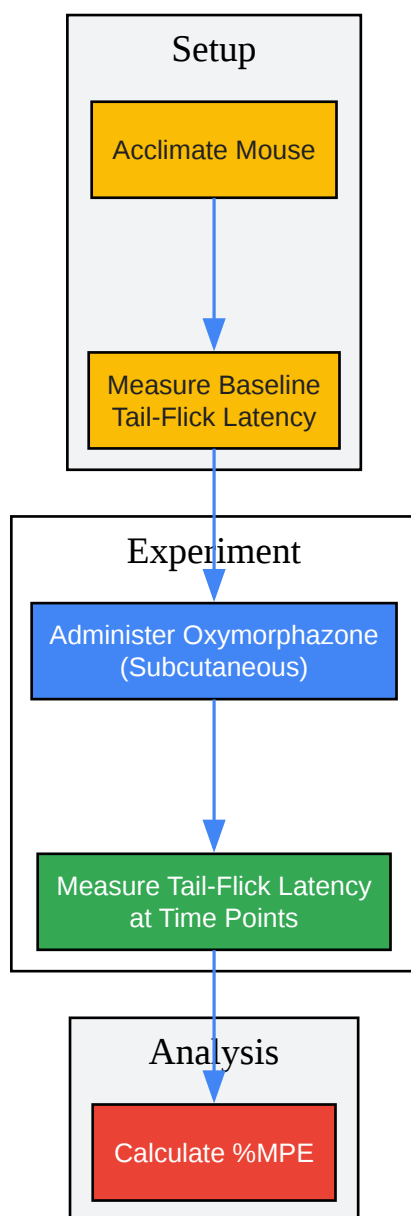 Setup
Acclimate Mouse
Measure Baseline
Tail-Flick Latency
Experiment
Administer Oxymorphazone
(Subcutaneous)
Measure Tail-Flick Latency
at Time Points
Analysis
Calculate %MPE